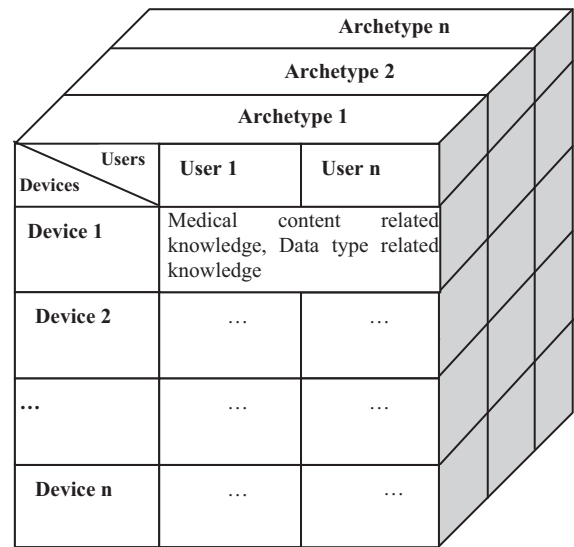 Archetype n
Archetype 2
Archetype 1
Users
Devices
User 1
User n
Device 1
Medical content related
knowledge, Data type related
knowledge
Device 2
…
…
…
…
…
Device n
…
…